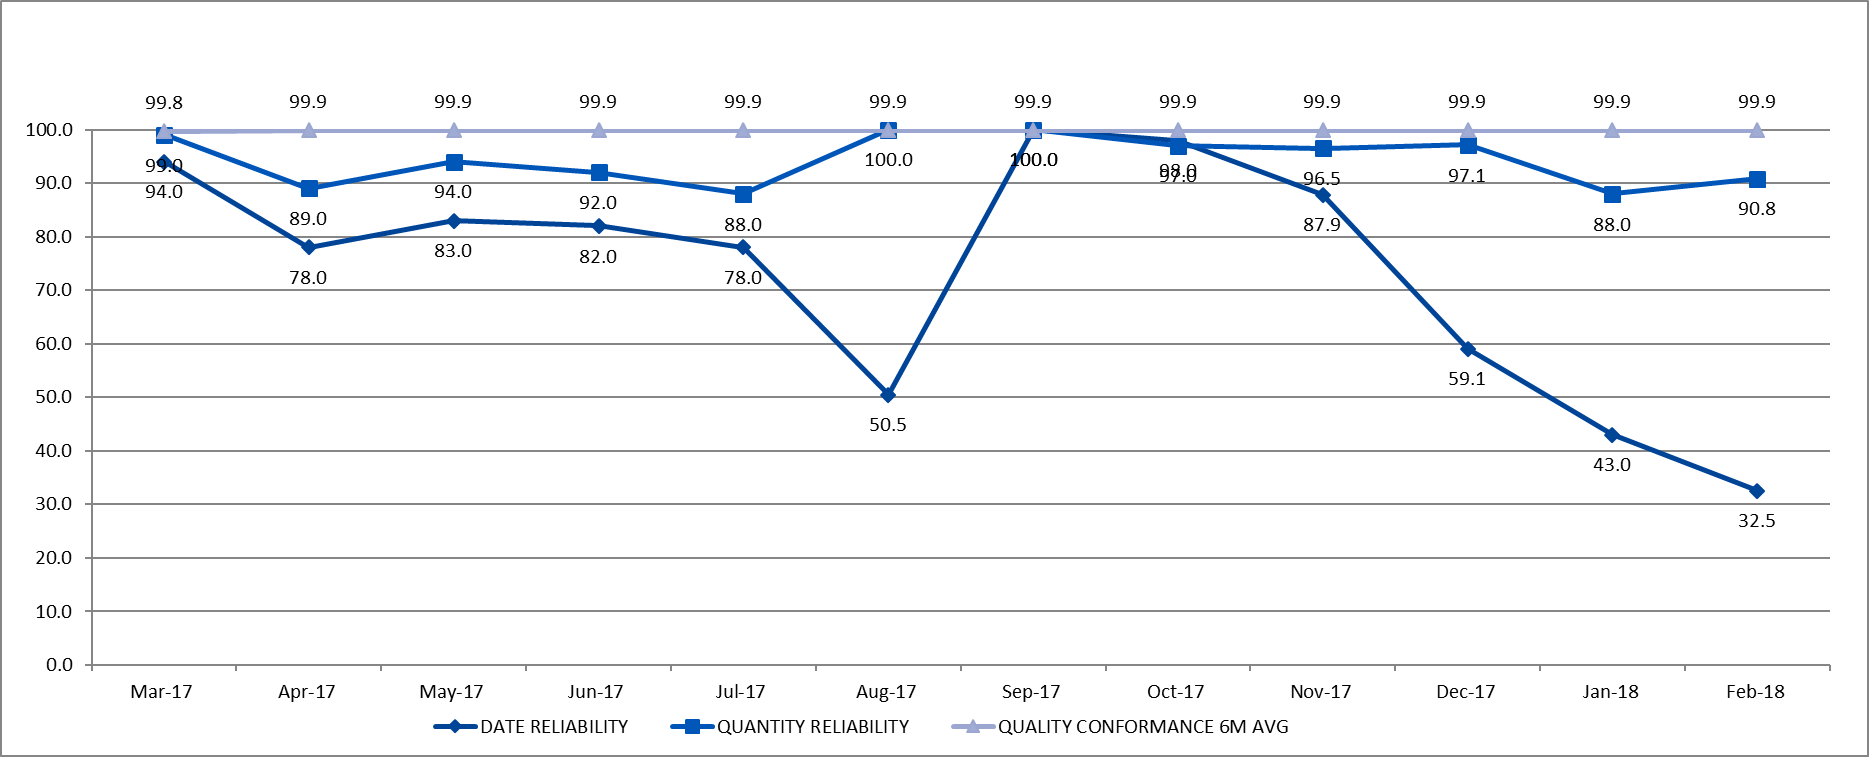 99.8 99.9 99.9 99.9 99.9 99.9 99.9 99.9 99.9 99.9 99.9 99.9
100.0
99.0 100.0 100.0 98.0
90.0
94.0 94.0 97.0 96.5 97.1
89.0 92.0 88.0 87.9 88.0 90.8
80.0
78.0 83.0 82.0 78.0
70.0
60.0
59.1
50.0
50.5
40.0
43.0
30.0
32.5
20.0
10.0
0.0
Mar-17 Apr-17 May-17 Jun-17 Jul-17 Aug-17 Sep-17 Oct-17 Nov-17 Dec-17 Jan-18 Feb-18
DATE RELIABILITY QUANTITY RELIABILITY QUALITY CONFORMANCE 6M AVG